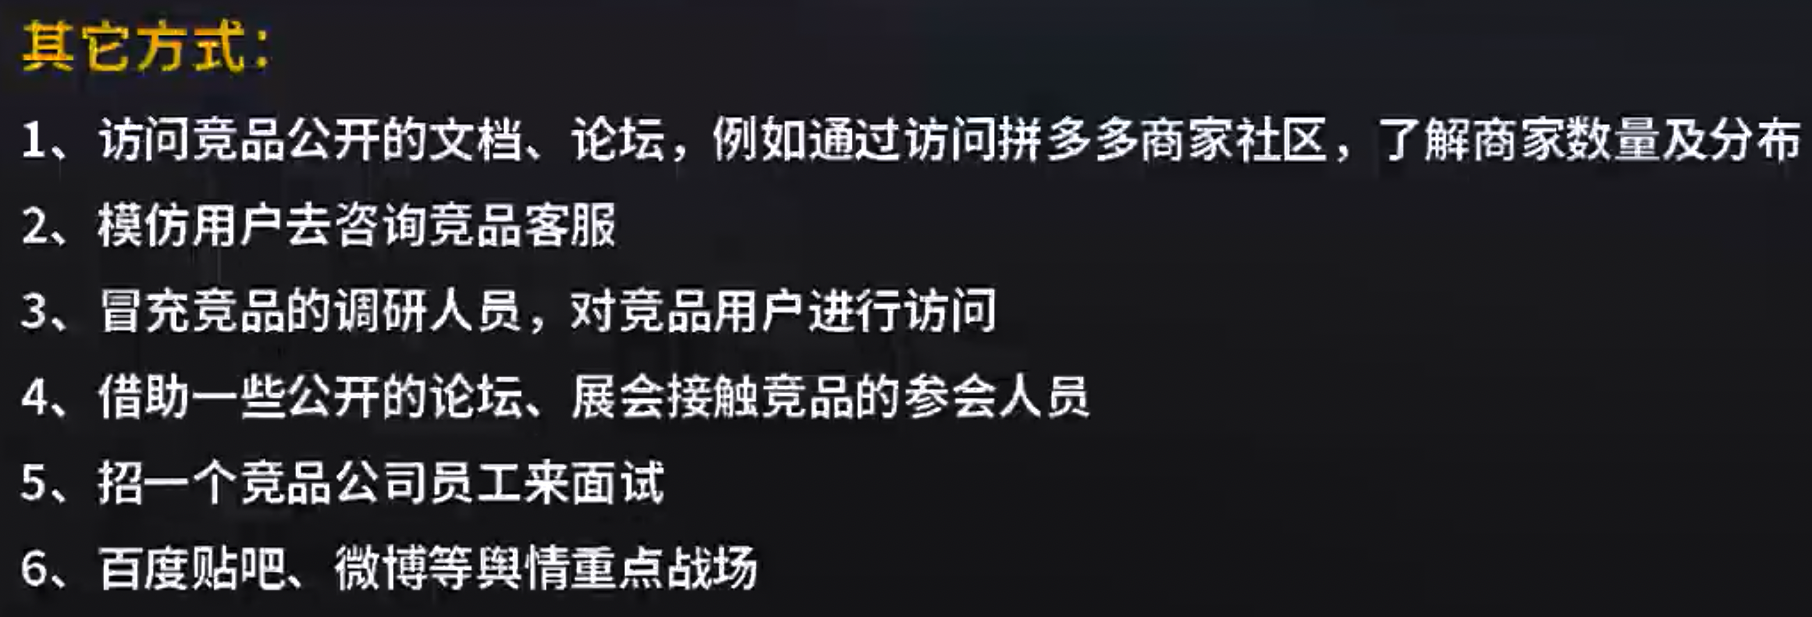 其它方式：
1、访问竞品公开的文档、论坛，例如通过访问拼多多商家社区，了解商家数量及分布
2、模仿用户去咨询竞品客服
3、冒充竞品的调研人员，对竞品用户进行访问
4、借助一些公开的论坛、展会接触竞品的参会人员
5、招一个竞品公司员工来面试
6、百度贴吧、微博等舆情重点战场